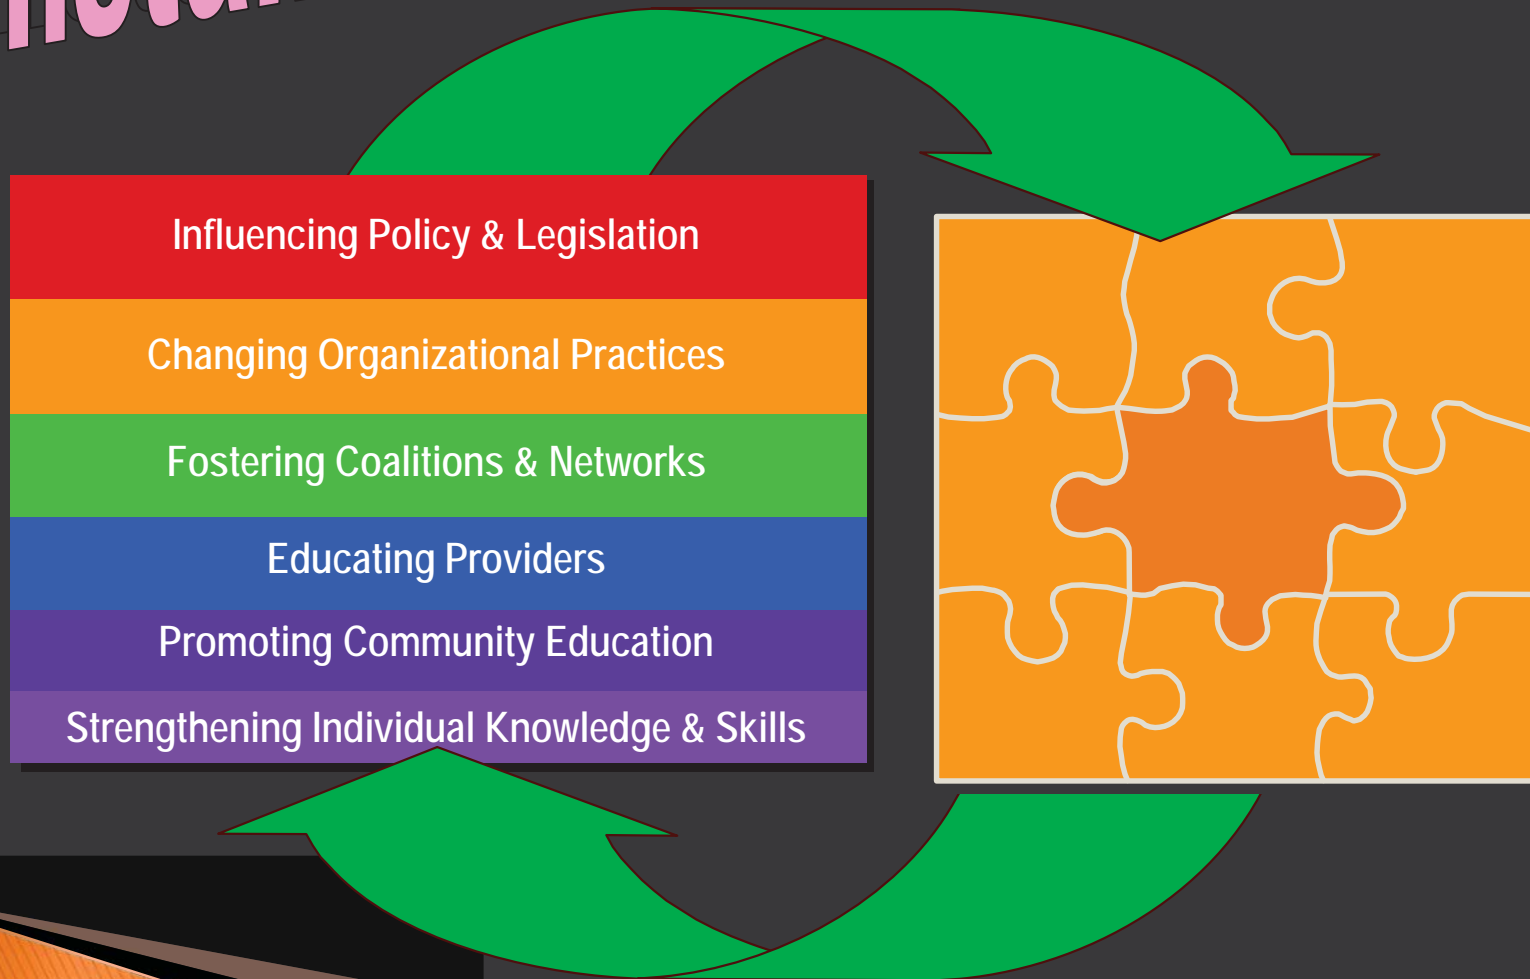 Influencing Policy & Legislation
Changing Organizational Practices
Fostering Coalitions & Networks
Educating Providers
Promoting Community Education
Strengthening Individual Knowledge & Skills